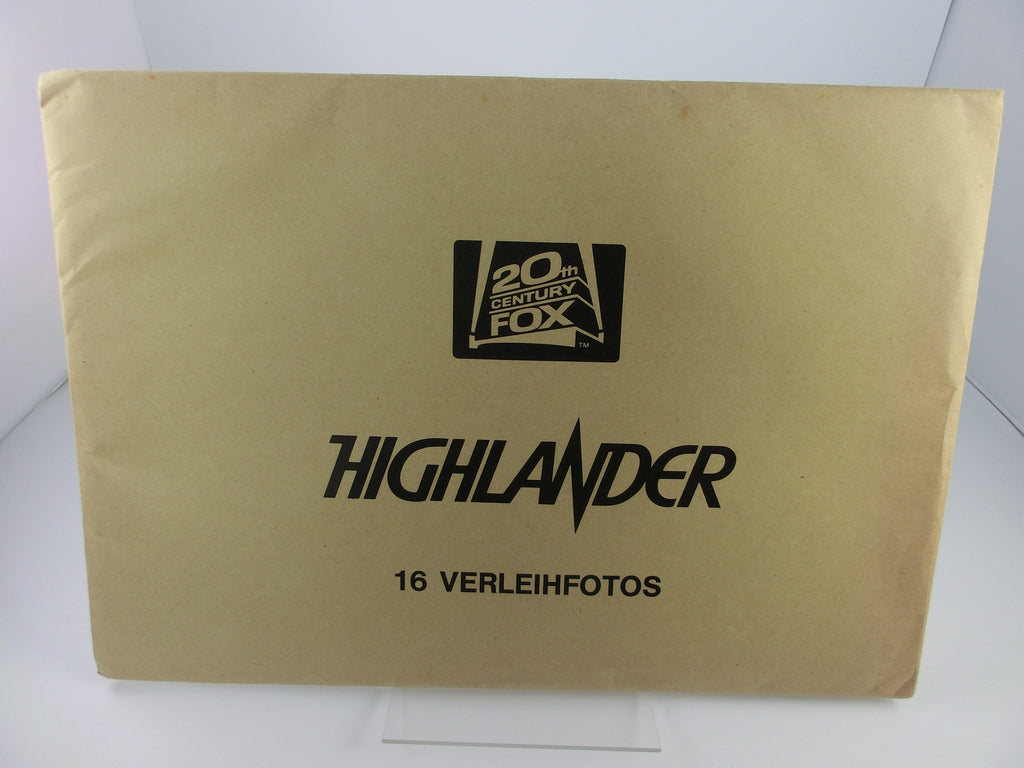 20th
CENTURY
FOX
TM
HIGHLANDER
16 VERLEIHFOTOS